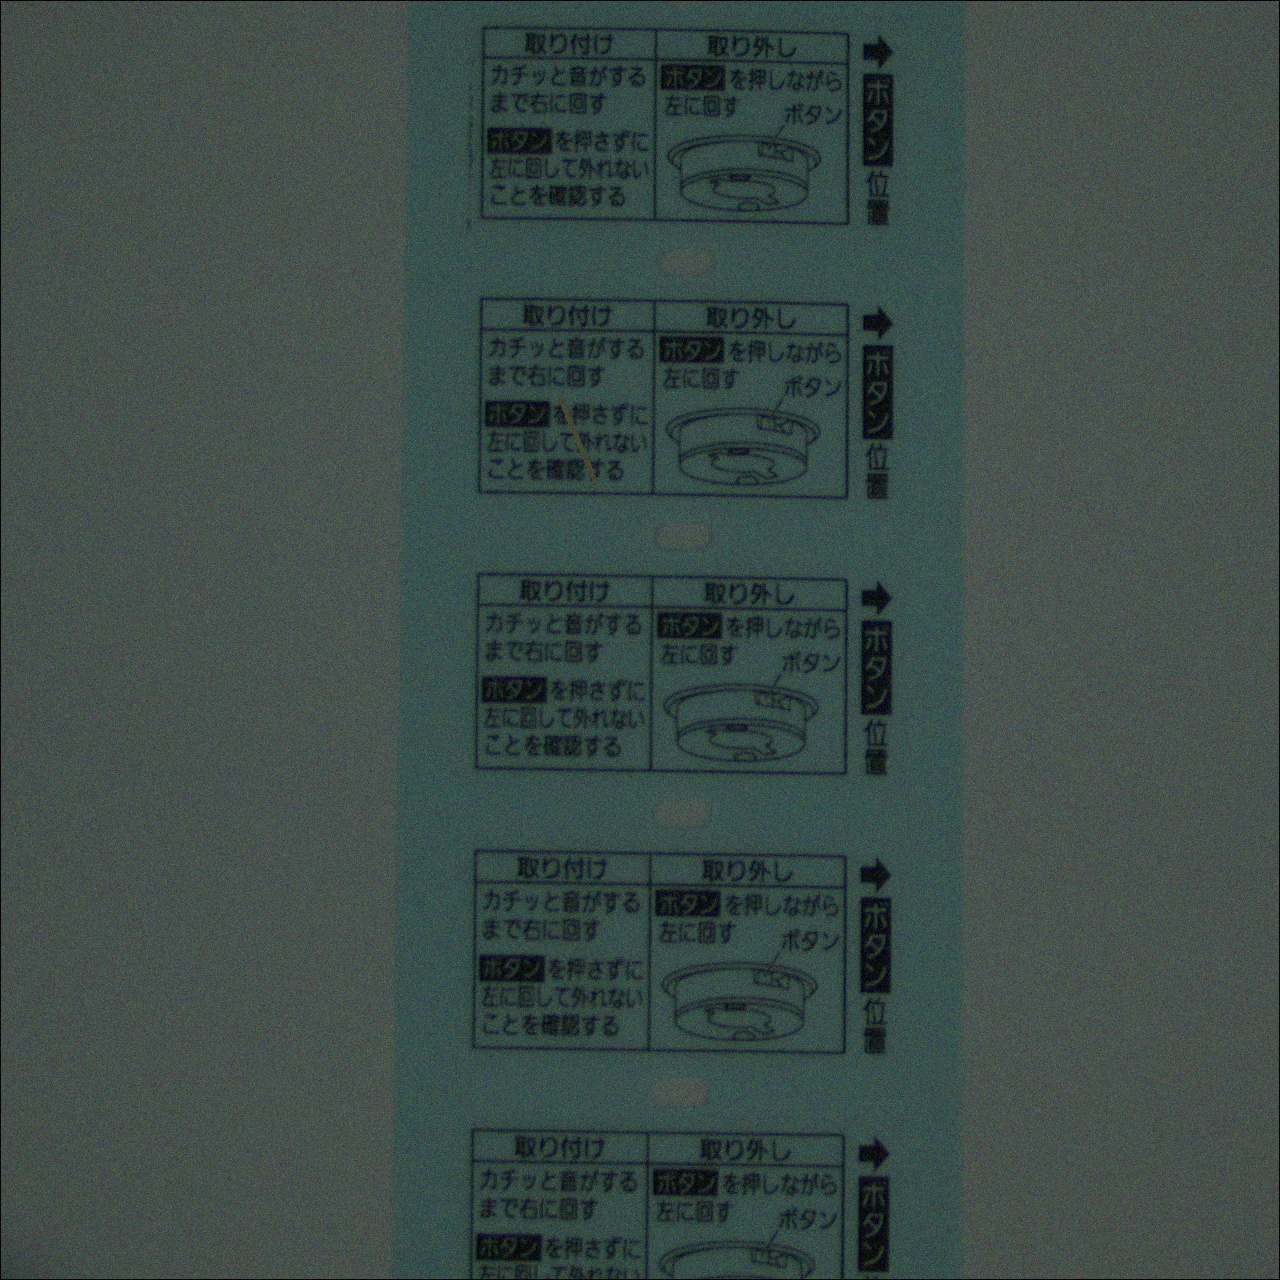 取り付け
カチッと音がする
まで右に回す
ボタンを押さずに
左に回して外れない
ことを確認する
取り外し
ボタンを押しながら
左に回す
ボタン
➡ボタン位置
取り付け
カチッと音がする
まで右に回す
ボタンを押さずに
左に回して外れない
ことを確認する
取り外し
ボタンを押しながら
左に回す
ボタン
➡ボタン位置
取り付け
カチッと音がする
まで右に回す
ボタンを押さずに
左に回して外れない
ことを確認する
取り外し
ボタンを押しながら
左に回す
ボタン
➡ボタン位置
取り付け
カチッと音がする
まで右に回す
ボタンを押さずに
左に回して外れない
ことを確認する
取り外し
ボタンを押しながら
左に回す
ボタン
➡ボタン位置
取り付け
カチッと音がする
まで右に回す
ボタンを押さずに
左に回して外れない
取り外し
ボタンを押しながら
左に回す
ボタン
➡ボタン